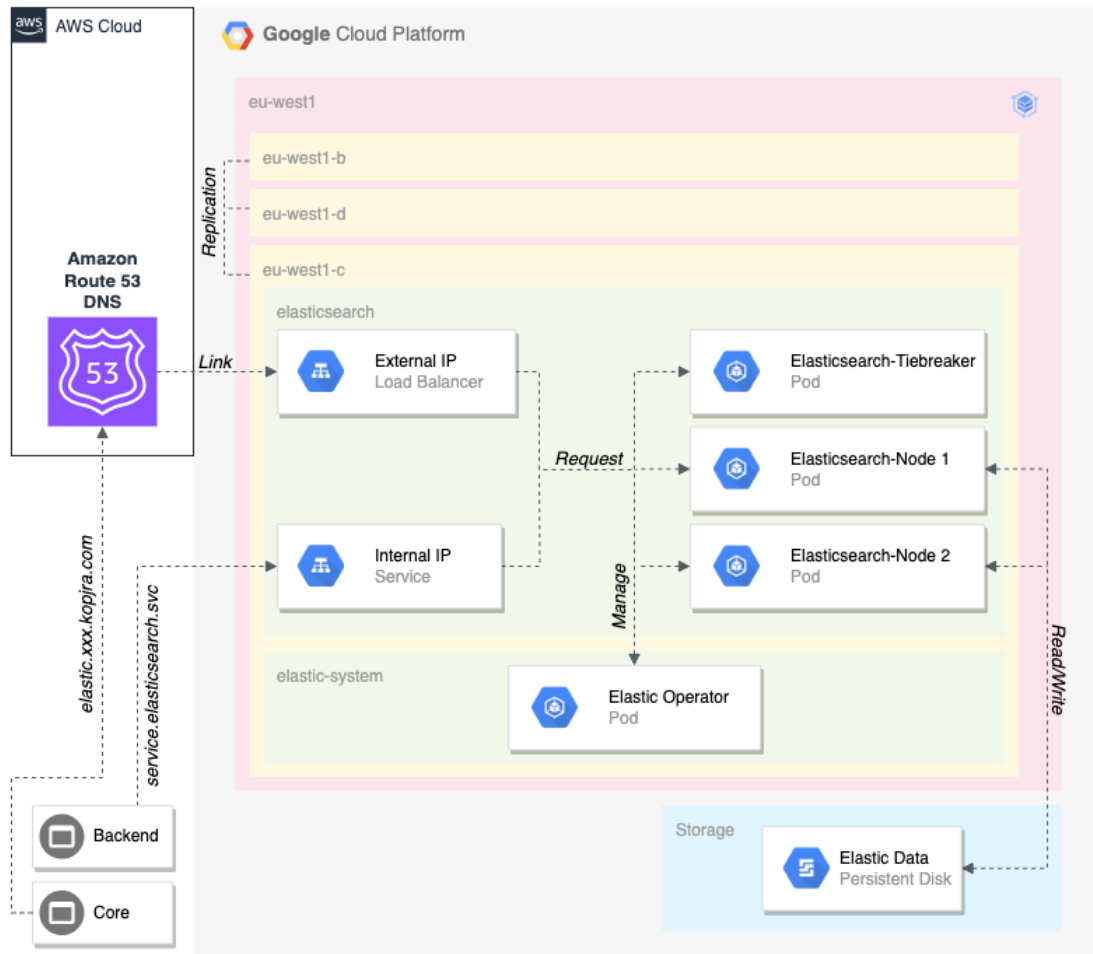 aws
AWS Cloud
Google Cloud Platform
eu-west1
eu-west1-b
eu-west1-d
eu-west1-c
Replication
Amazon
Route 53
DNS
53
Link
elasticsearch
External IP
Load Balancer
Elasticsearch-Tiebreaker
Pod
Request
Elasticsearch-Node 1
Pod
Internal IP
Service
Elasticsearch-Node 2
Pod
Manage
elastic.xxx.kopjra.com
service.elasticsearch.svc
Read/Write
elastic-system
Elastic Operator
Pod
Backend
Core
Storage
Elastic Data
Persistent Disk